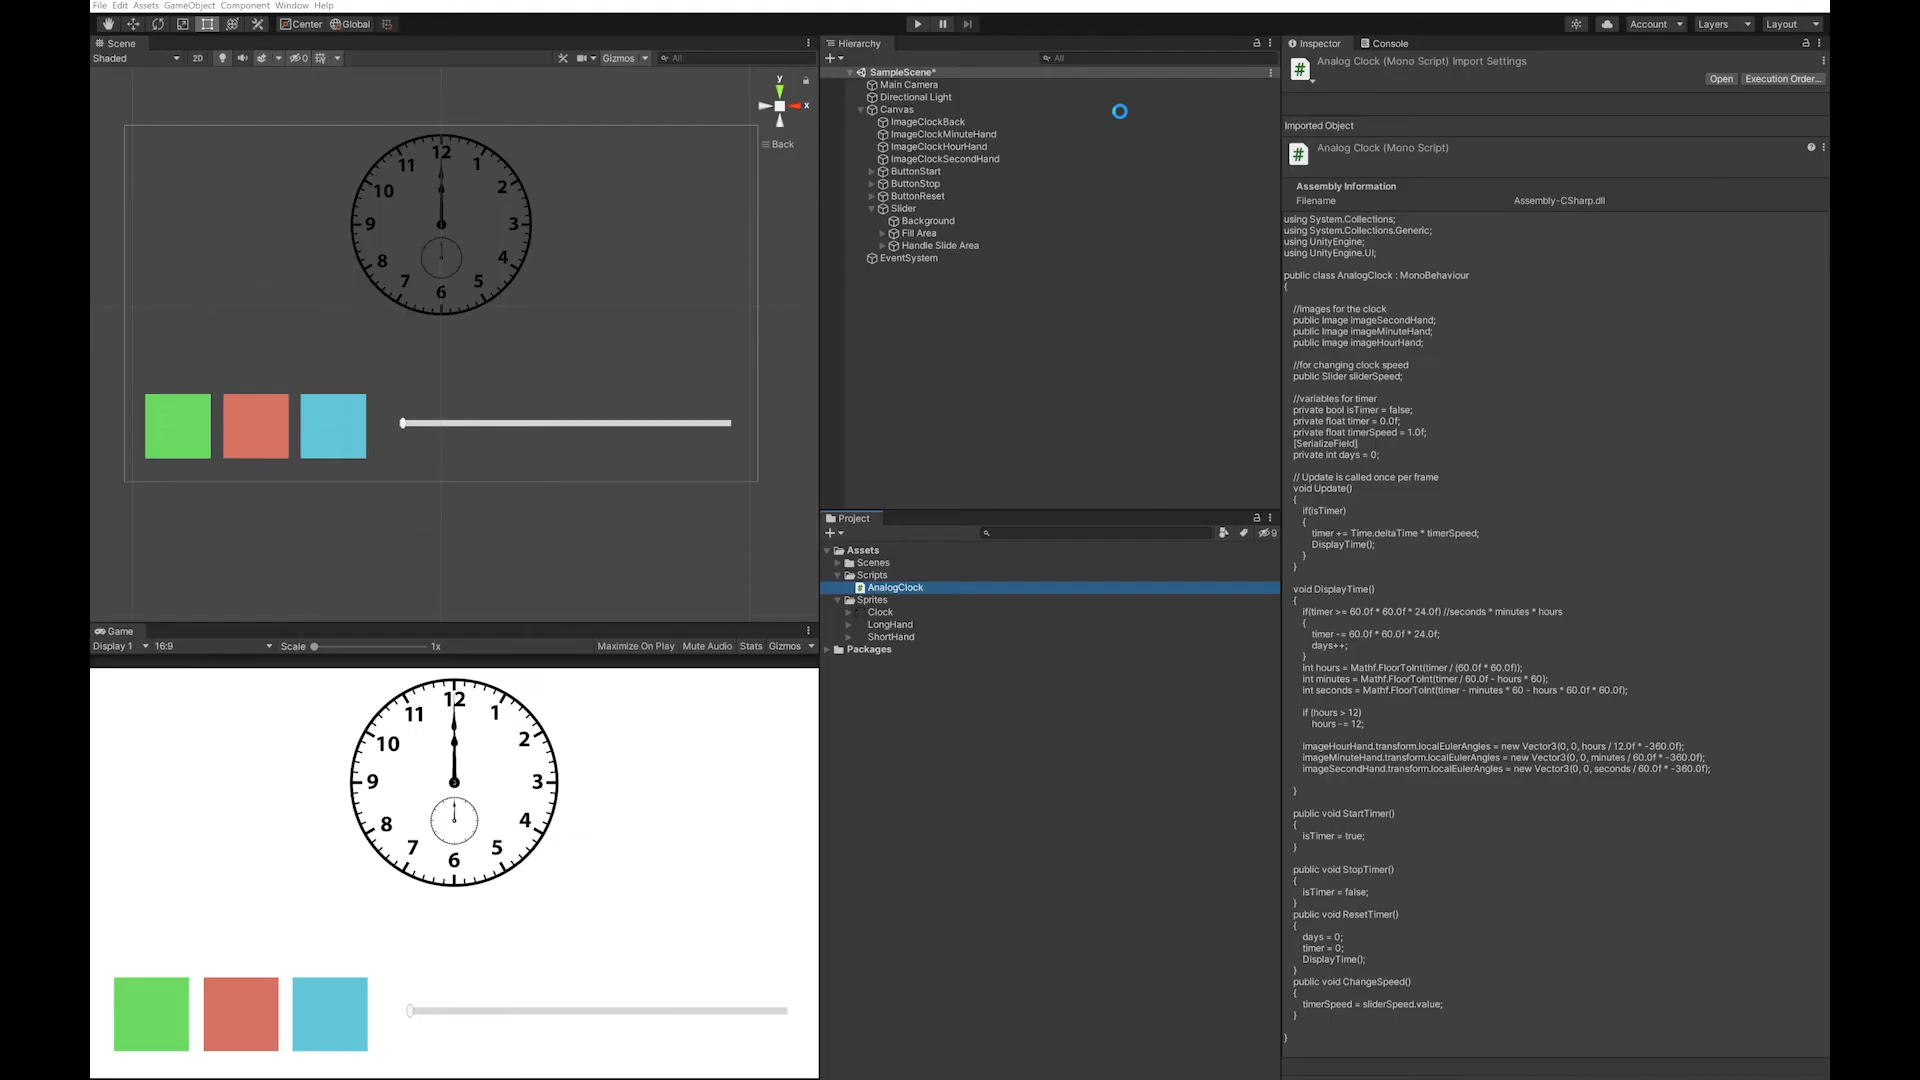 File Edit Assets GameObject Component Window Help
Center Global
Account Layers Layout
Scene
Shaded 2D 0 Gizmos All
y
x
Back
12
11 1
10 2
9 3
8 4
7 5
6
Game
Display 1 16:9 Scale 1x Maximize On Play Mute Audio Stats Gizmos
12
11 1
10 2
9 3
8 4
7 5
6
Hierarchy
All
SampleScene*
Main Camera
Directional Light
Canvas
ImageClockBack
ImageClockMinuteHand
ImageClockHourHand
ImageClockSecondHand
ButtonStart
ButtonStop
ButtonReset
Slider
Background
Fill Area
Handle Slide Area
EventSystem
Project
9
Assets
Scenes
Scripts
# AnalogClock
Sprites
Clock
LongHand
ShortHand
Packages
Inspector Console
# Analog Clock (Mono Script) Import Settings
Open Execution Order...
Imported Object
# Analog Clock (Mono Script)
Assembly Information
Filename Assembly-CSharp.dll
using System.Collections;
using System.Collections.Generic;
using UnityEngine;
using UnityEngine.UI;
public class AnalogClock : MonoBehaviour
{
//images for the clock
public Image imageSecondHand;
public Image imageMinuteHand;
public Image imageHourHand;
//for changing clock speed
public Slider sliderSpeed;
//variables for timer
private bool isTimer = false;
private float timer = 0.0f;
private float timerSpeed = 1.0f;
[SerializeField]
private int days = 0;
// Update is called once per frame
void Update()
{
if(isTimer)
{
timer += Time.deltaTime * timerSpeed;
DisplayTime();
}
}
void DisplayTime()
{
if(timer >= 60.0f * 60.0f * 24.0f) //seconds * minutes * hours
{
timer -= 60.0f * 60.0f * 24.0f;
days++;
}
int hours = Mathf.FloorToInt(timer / (60.0f * 60.0f));
int minutes = Mathf.FloorToInt(timer / 60.0f - hours * 60);
int seconds = Mathf.FloorToInt(timer - minutes * 60 - hours * 60.0f * 60.0f);
if (hours > 12)
hours -= 12;
imageHourHand.transform.localEulerAngles = new Vector3(0, 0, hours / 12.0f * -360.0f);
imageMinuteHand.transform.localEulerAngles = new Vector3(0, 0, minutes / 60.0f * -360.0f);
imageSecondHand.transform.localEulerAngles = new Vector3(0, 0, seconds / 60.0f * -360.0f);
}
public void StartTimer()
{
isTimer = true;
}
public void StopTimer()
{
isTimer = false;
}
public void ResetTimer()
{
days = 0;
timer = 0;
DisplayTime();
}
public void ChangeSpeed()
{
timerSpeed = sliderSpeed.value;
}
}